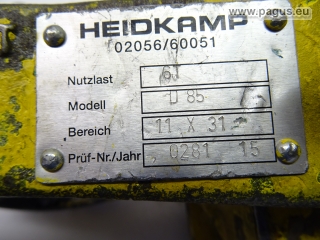 © www.pagus.eu
HEIDKAMP
02056/60051
Nutzlast
Modell D 85
Bereich 11 X 31
Prüf-Nr./Jahr 0281 15